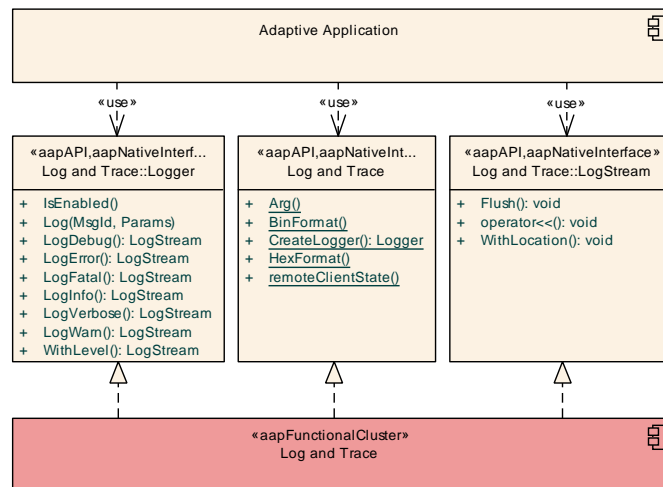 Adaptive Application
«use»
«use»
«use»
«aapAPI,aapNativeInterf...
Log and Trace::Logger
+ IsEnabled()
+ Log(MsgId, Params)
+ LogDebug(): LogStream
+ LogError(): LogStream
+ LogFatal(): LogStream
+ LogInfo(): LogStream
+ LogVerbose(): LogStream
+ LogWarn(): LogStream
+ WithLevel(): LogStream
«aapAPI,aapNativeInt...
Log and Trace
+ Arg()
+ BinFormat()
+ CreateLogger(): Logger
+ HexFormat()
+ remoteClientState()
«aapAPI,aapNativeInterface»
Log and Trace::LogStream
+ Flush(): void
+ operator<<(): void
+ WithLocation(): void
«aapFunctionalCluster»
Log and Trace